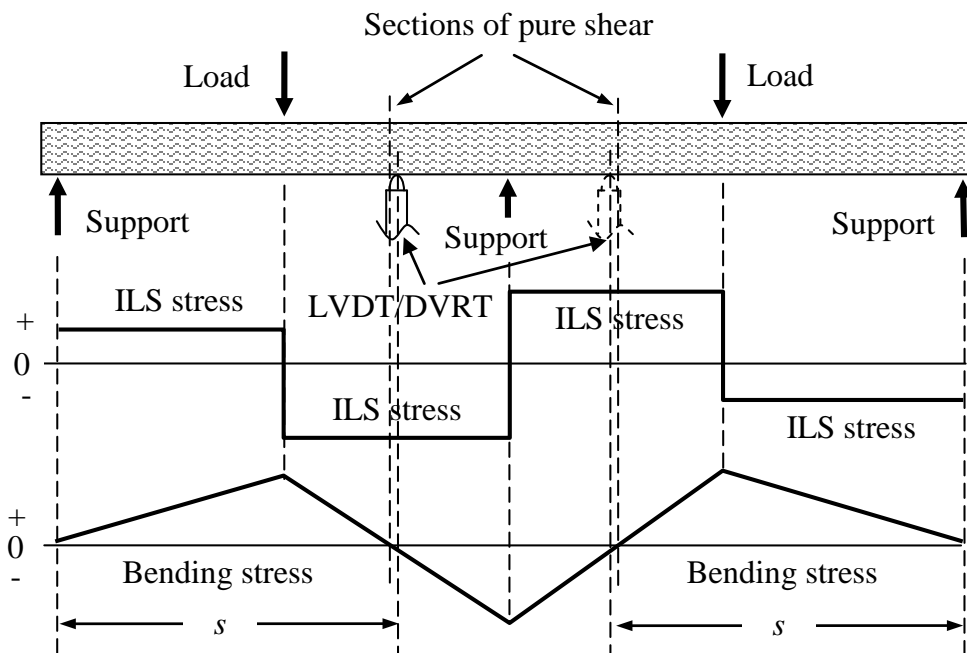 Sections of pure shear
Load
Load
Support
Support
Support
LVDT/DVRT
ILS stress
ILS stress
+
0
-
ILS stress
ILS stress
+
0
-
Bending stress
Bending stress
s
s